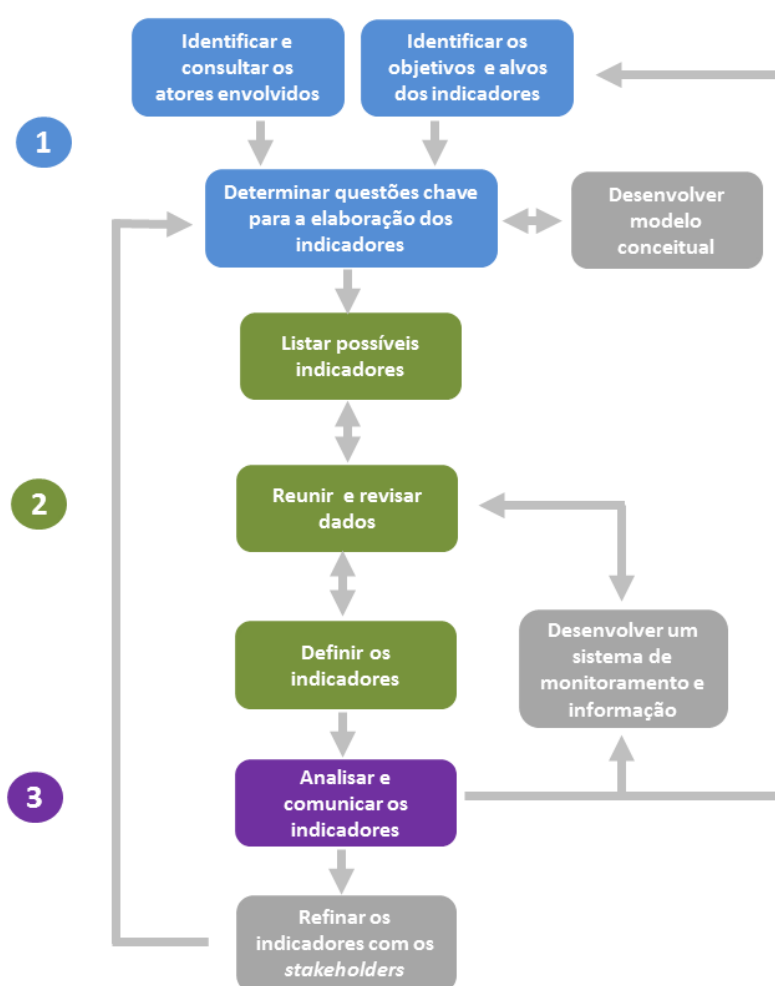 Identificar e
consultar os
atores envolvidos
Identificar os
objetivos e alvos
dos indicadores
1
Determinar questões chave
para a elaboração dos
indicadores
Desenvolver
modelo
conceitual
Listar possíveis
indicadores
2
Reunir e revisar
dados
Definir os
indicadores
Desenvolver um
sistema de
monitoramento e
informação
3
Analisar e
comunicar os
indicadores
Refinar os
indicadores com os
stakeholders